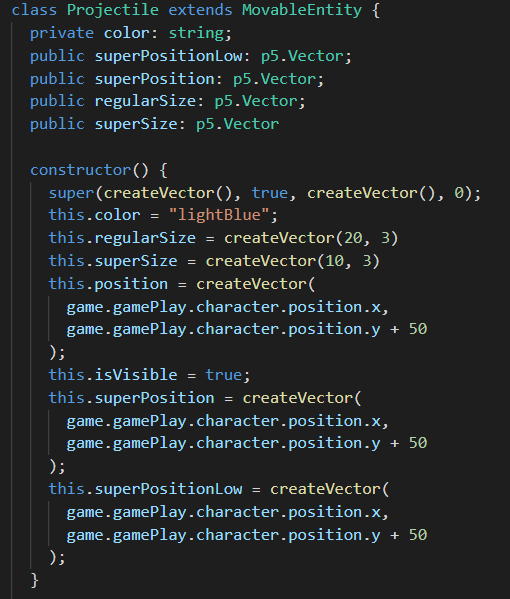 class Projectile extends MovableEntity {
  private color: string;
  public superPositionLow: p5.Vector;
  public superPosition: p5.Vector;
  public regularSize: p5.Vector;
  public superSize: p5.Vector

  constructor() {
    super(createVector(), true, createVector(), 0);
    this.color = "lightBlue";
    this.regularSize = createVector(20, 3)
    this.superSize = createVector(10, 3)
    this.position = createVector(
      game.gamePlay.character.position.x,
      game.gamePlay.character.position.y + 50
    );
    this.isVisible = true;
    this.superPosition = createVector(
      game.gamePlay.character.position.x,
      game.gamePlay.character.position.y + 50
    );
    this.superPositionLow = createVector(
      game.gamePlay.character.position.x,
      game.gamePlay.character.position.y + 50
    );
  }